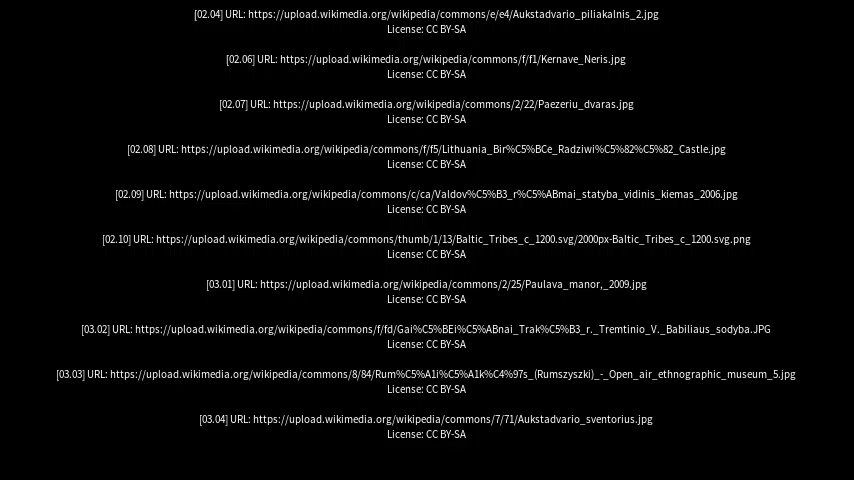 [02.04] URL: https://upload.wikimedia.org/wikipedia/commons/e/e4/Aukstadvario_piliakalnis_2.jpg
License: CC BY-SA
[02.06] URL: https://upload.wikimedia.org/wikipedia/commons/f/f1/Kernave_Neris.jpg
License: CC BY-SA
[02.07] URL: https://upload.wikimedia.org/wikipedia/commons/2/22/Paezeriu_dvaras.jpg
License: CC BY-SA
[02.08] URL: https://upload.wikimedia.org/wikipedia/commons/f/f5/Lithuania_Bir%C5%BCe_Radziwi%C5%82%C5%82_Castle.jpg
License: CC BY-SA
[02.09] URL: https://upload.wikimedia.org/wikipedia/commons/c/ca/Valdov%C5%B3_r%C5%ABmai_statyba_vidinis_kiemas_2006.jpg
License: CC BY-SA
[02.10] URL: https://upload.wikimedia.org/wikipedia/commons/thumb/1/13/Baltic_Tribes_c_1200.svg/2000px-Baltic_Tribes_c_1200.svg.png
License: CC BY-SA
[03.01] URL: https://upload.wikimedia.org/wikipedia/commons/2/25/Paulava_manor,_2009.jpg
License: CC BY-SA
[03.02] URL: https://upload.wikimedia.org/wikipedia/commons/f/fd/Gai%C5%BEi%C5%ABnai_Trak%C5%B3_r._Tremtinio_V._Babiliaus_sodyba.JPG
License: CC BY-SA
[03.03] URL: https://upload.wikimedia.org/wikipedia/commons/8/84/Rum%C5%A1i%C5%A1k%C4%97s_(Rumszyszki)_-_Open_air_ethnographic_museum_5.jpg
License: CC BY-SA
[03.04] URL: https://upload.wikimedia.org/wikipedia/commons/7/71/Aukstadvario_sventorius.jpg
License: CC BY-SA